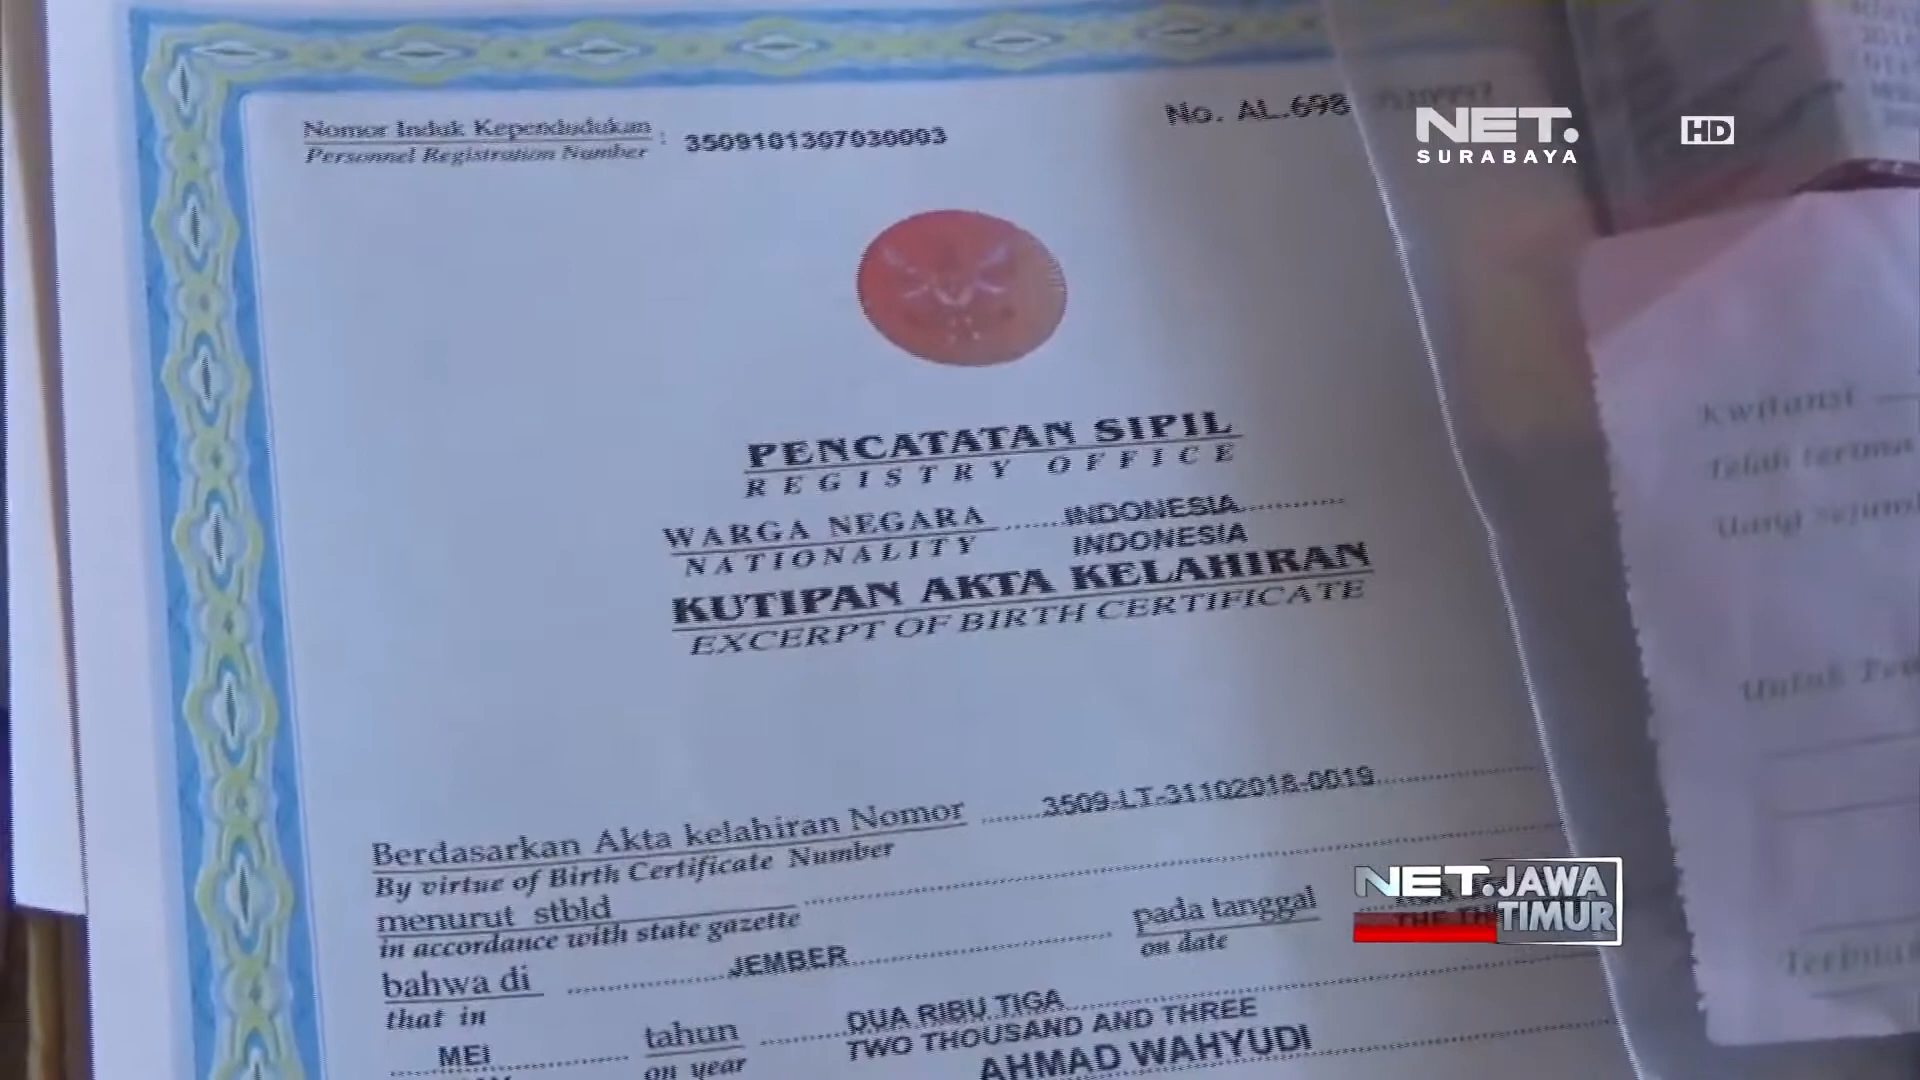 Nomor Induk Kependudukan : 3509101307030003
Personnel Registration Number
No. AL.698
NET.
SURABAYA
HD
PENCATATAN SIPIL
REGISTRY OFFICE
WARGA NEGARA INDONESIA
NATIONALITY INDONESIA
KUTIPAN AKTA KELAHIRAN
EXCERPT OF BIRTH CERTIFICATE
Berdasarkan Akta kelahiran Nomor 3509-LT-31102018-0019
By virtue of Birth Certificate Number
menurut stbld
in accordance with state gazette
bahwa di JEMBER pada tanggal
that in on date
MEI tahun DUA RIBU TIGA
on year TWO THOUSAND AND THREE
AHMAD WAHYUDI
NET. JAWA
TIMUR
Kwitansi
Telah terima
Uang
Untuk